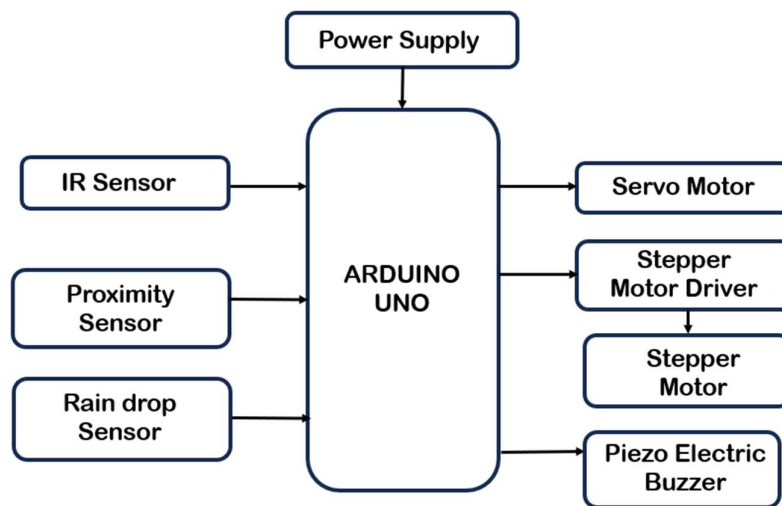 Power Supply
IR Sensor
Proximity
Sensor
Rain drop
Sensor
ARDUINO
UNO
Servo Motor
Stepper
Motor Driver
Stepper
Motor
Piezo Electric
Buzzer